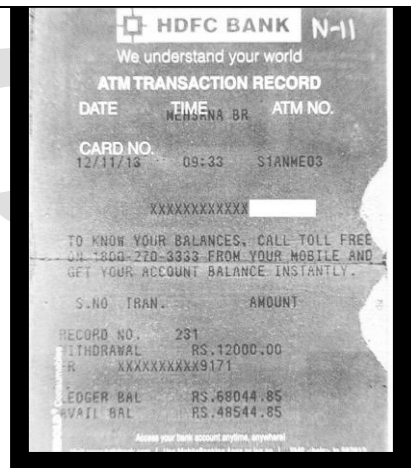 HDFC BANK N-11
We understand your world
ATM TRANSACTION RECORD
DATE TIME ATM NO.
MEHSANA BR
CARD NO.
12/11/13 09:33 S1ANME03
XXXXXXXXXXXX
TO KNOW YOUR BALANCES, CALL TOLL FREE
ON 1800-270-3333 FROM YOUR MOBILE AND
GET YOUR ACCOUNT BALANCE INSTANTLY.
S.NO TRAN. AMOUNT
RECORD NO. 231
WITHDRAWAL RS.12000.00
FR XXXXXXXXXX9171
LEDGER BAL RS.68044.85
AVAIL BAL RS.48544.85
Access your bank account anytime, anywhere!